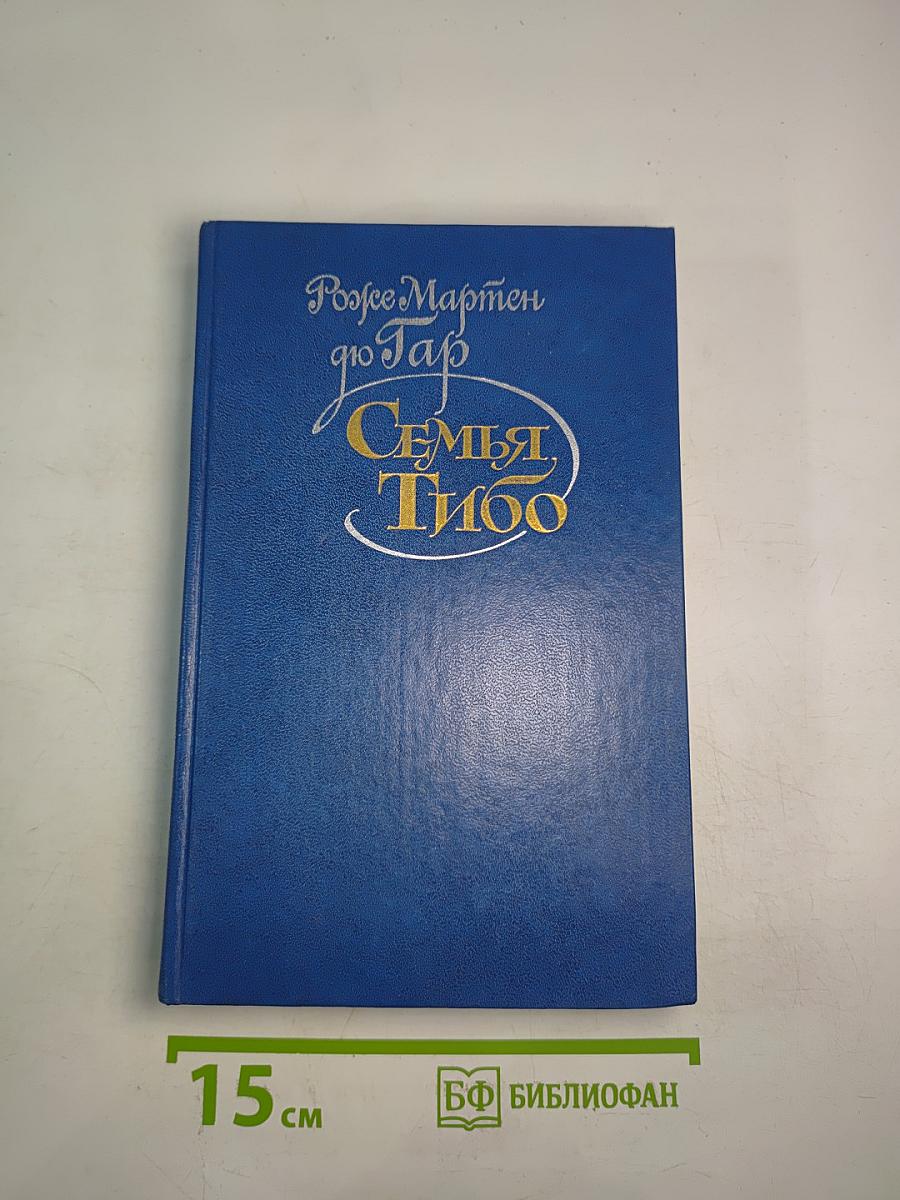 Роже Мартен
дю Гар
Семья
Тибо
15 см
БФ БИБЛИОФАН